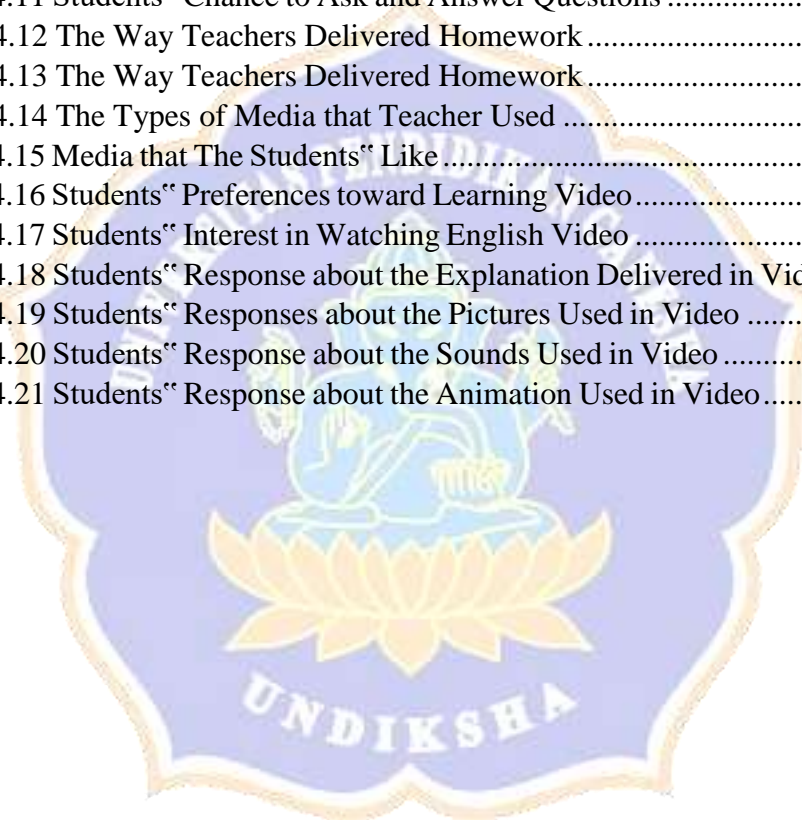 4.11 Students‟ Chance to Ask and Answer Questions ...................
4.12 The Way Teachers Delivered Homework ..............................
4.13 The Way Teachers Delivered Homework ..............................
4.14 The Types of Media that Teacher Used .................................
4.15 Media that The Students‟ Like ................................................
4.16 Students‟ Preferences toward Learning Video .......................
4.17 Students‟ Interest in Watching English Video .......................
4.18 Students‟ Response about the Explanation Delivered in
4.19 Students‟ Responses about the Pictures Used in Video .......
4.20 Students‟ Response about the Sounds Used in Video ...........
4.21 Students‟ Response about the Animation Used in Video .....
UNIVERSITAS PENDIDIKAN GANESHA
UNDIKSHA